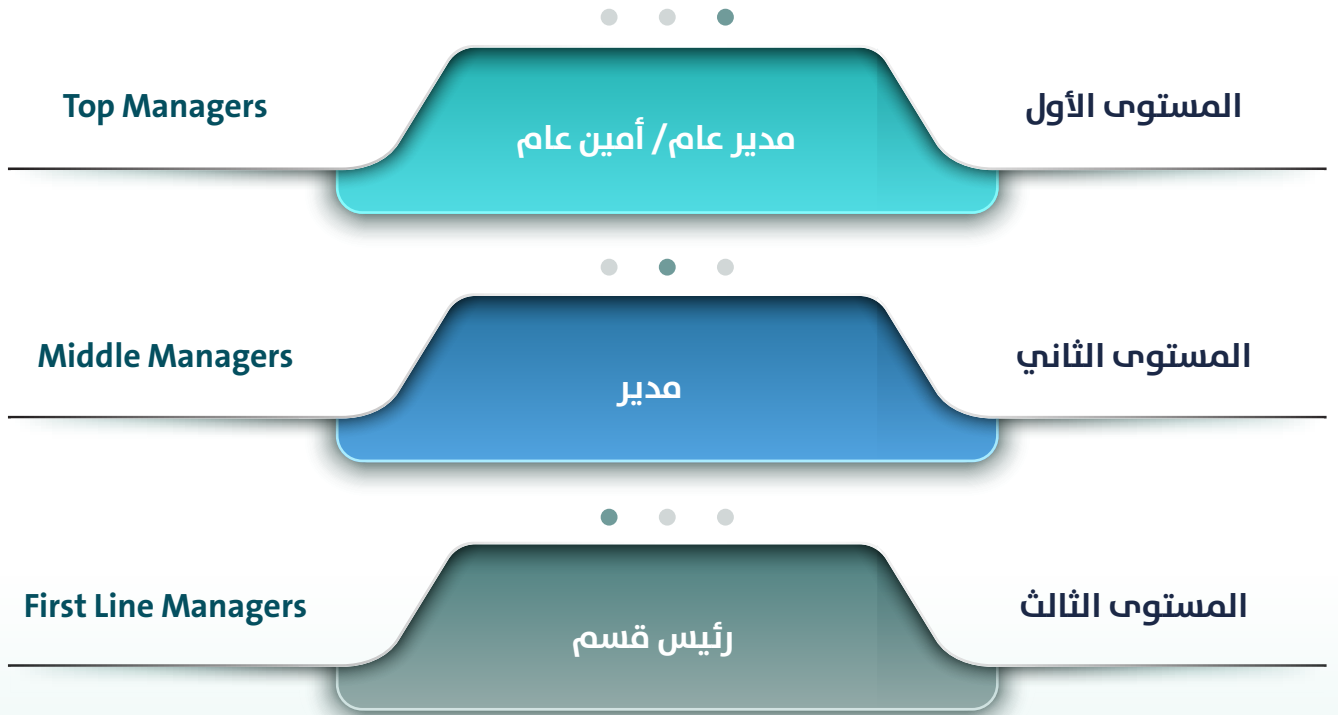 المستوى الأول
مدير عام/ أمين عام
Top Managers
المستوى الثاني
مدير
Middle Managers
المستوى الثالث
رئيس قسم
First Line Managers